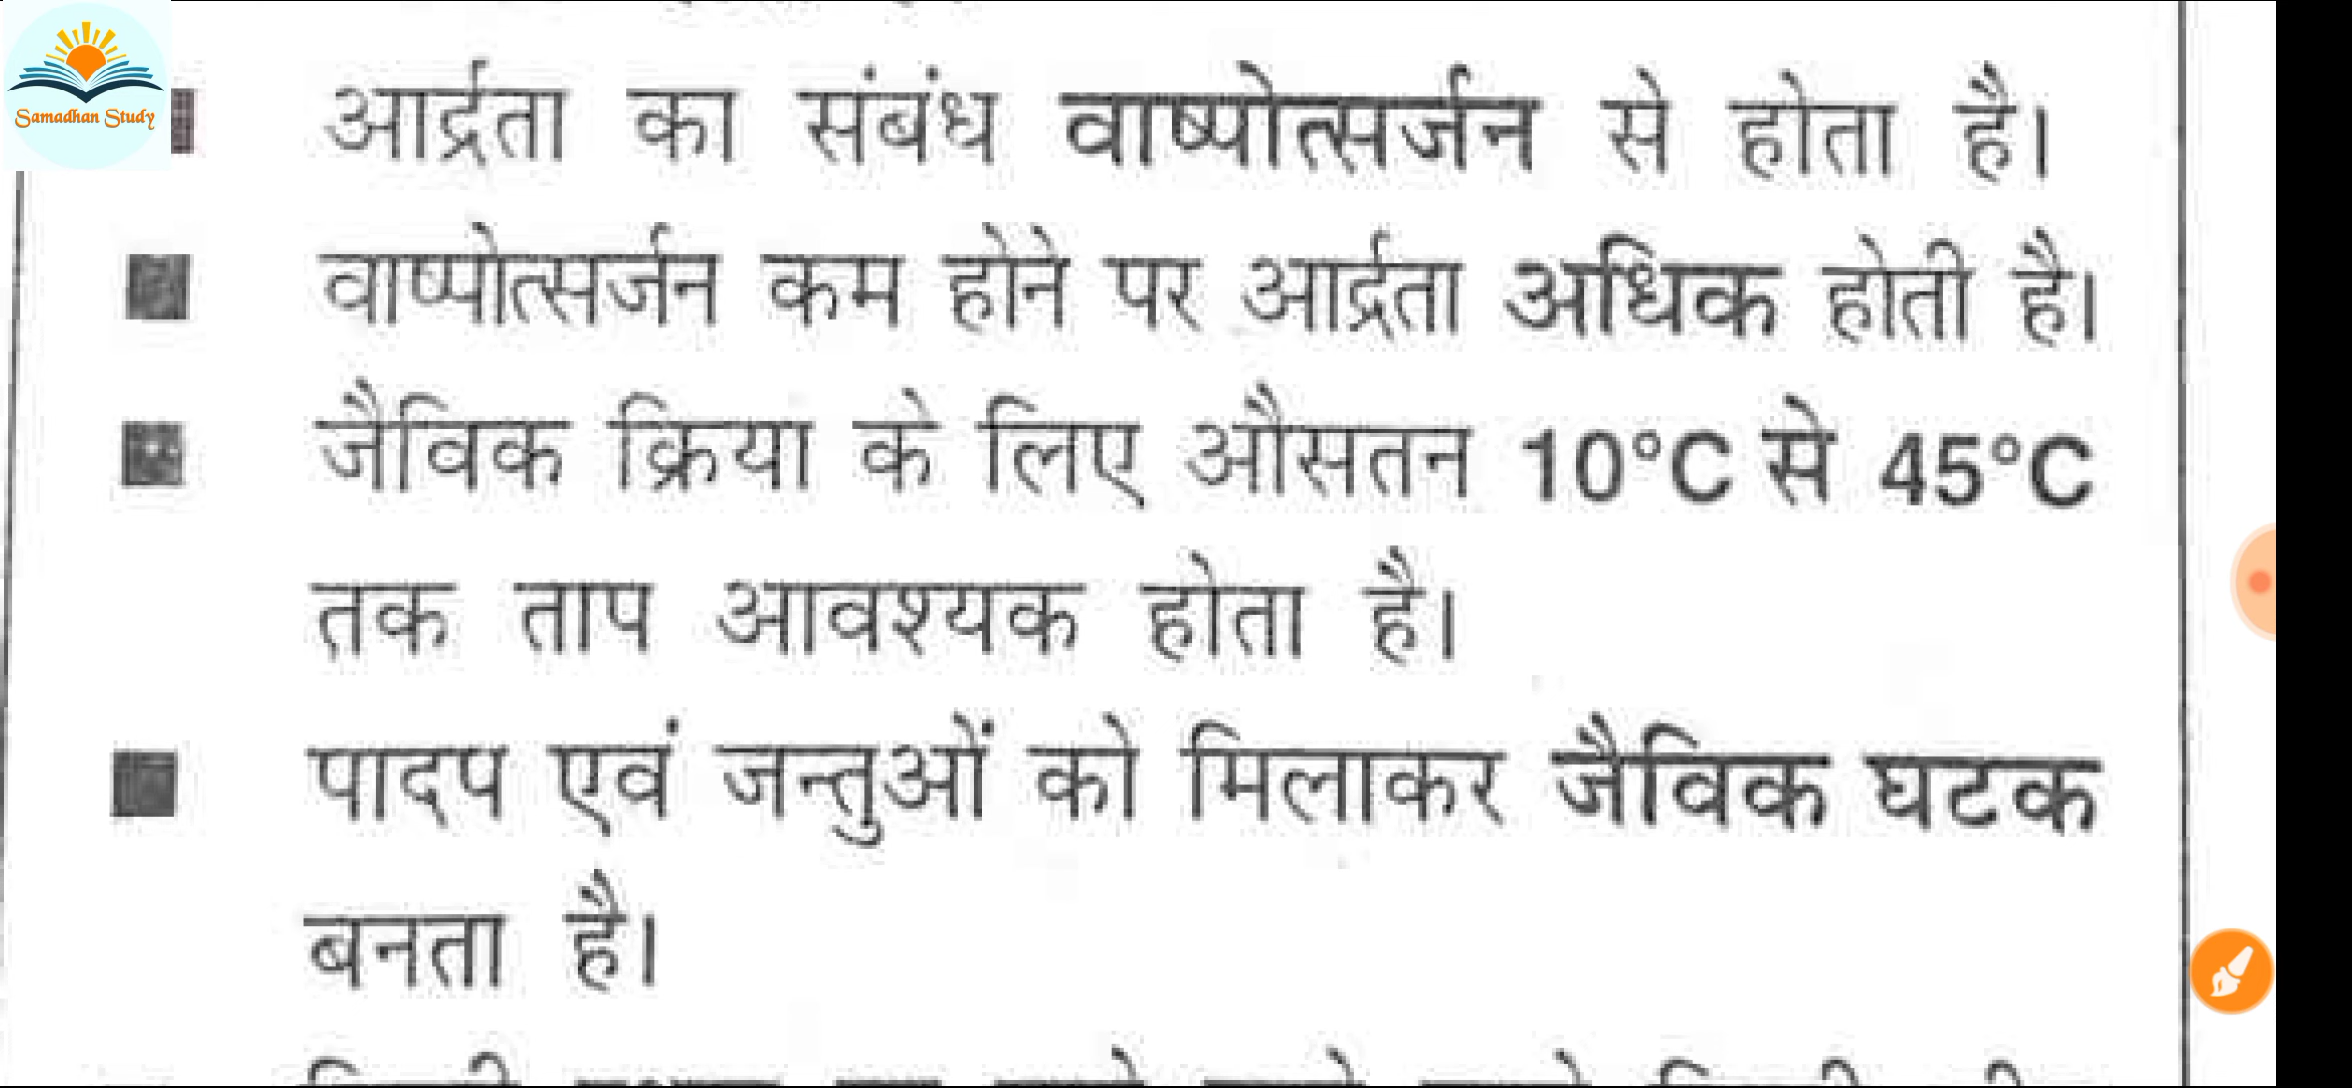 Samadhan Study
आर्द्रता का संबंध वाष्पोत्सर्जन से होता है।
वाष्पोत्सर्जन कम होने पर आर्द्रता अधिक होती है।
जैविक क्रिया के लिए औसतन 10°C से 45°C
तक ताप आवश्यक होता है।
पादप एवं जन्तुओं को मिलाकर जैविक घटक
बनता है।